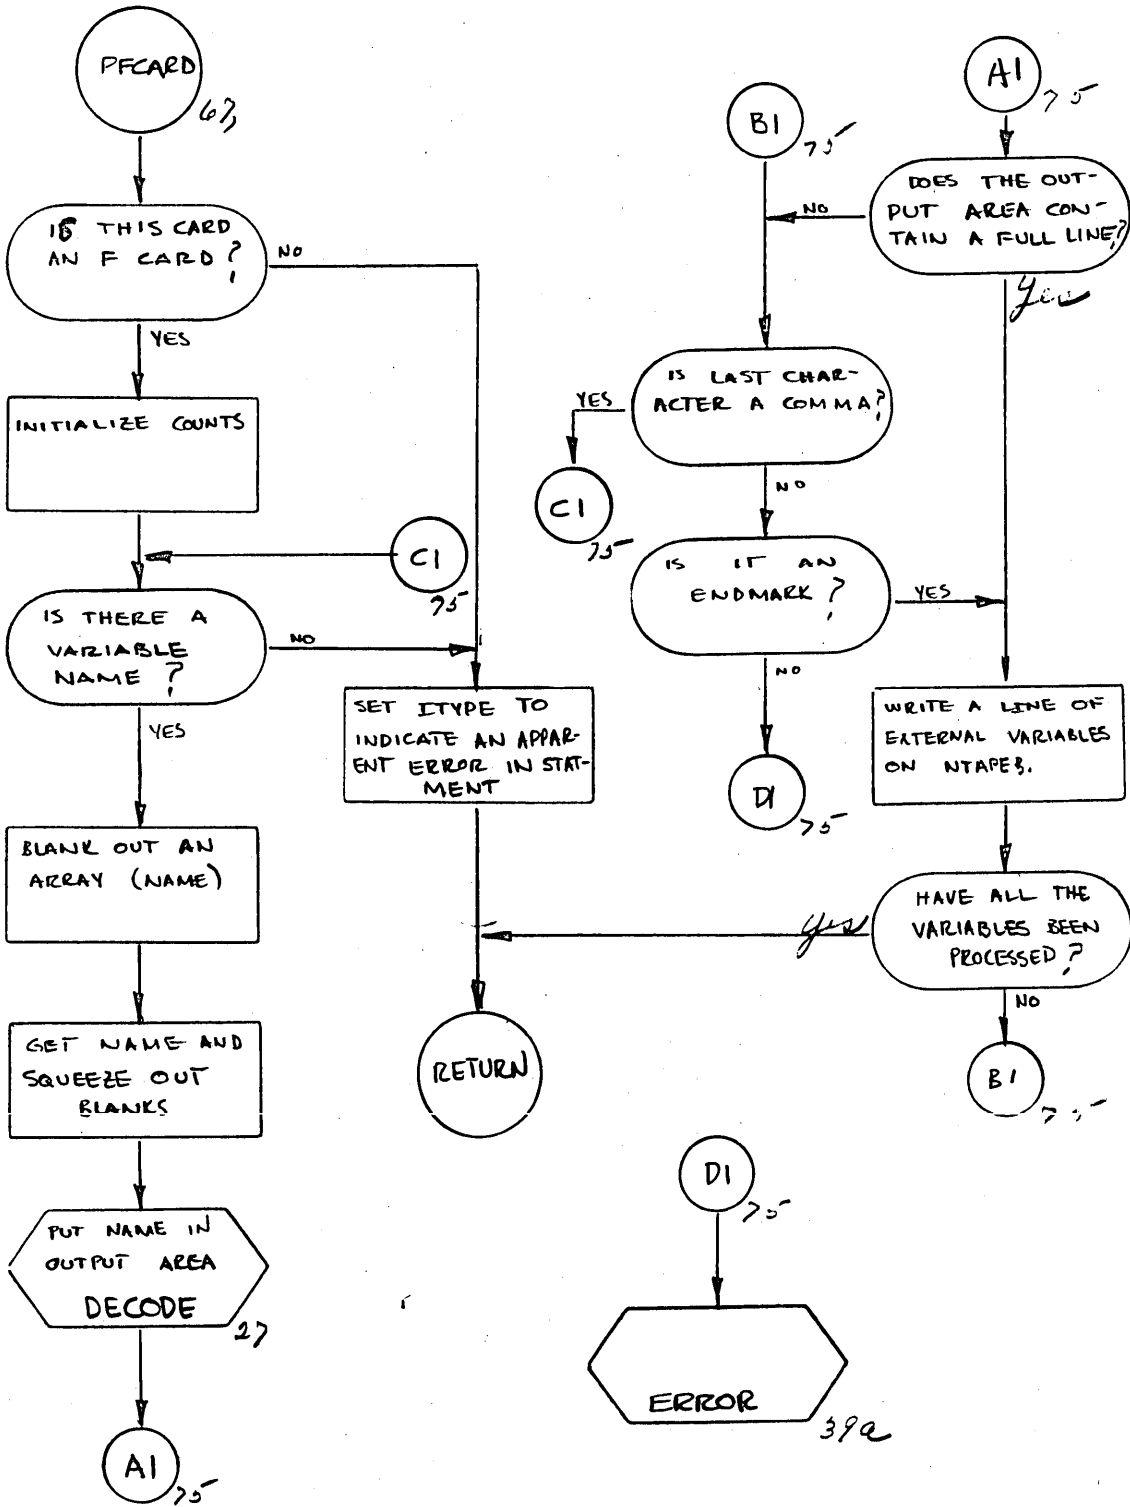 PFCARD
67,
IS THIS CARD
AN F CARD?
NO
YES
INITIALIZE COUNTS
C1
75
IS THERE A
VARIABLE
NAME?
NO
YES
SET ITYPE TO
INDICATE AN APPAR-
ENT ERROR IN STAT-
MENT
BLANK OUT AN
ARRAY (NAME)
GET NAME AND
SQUEEZE OUT
BLANKS
RETURN
PUT NAME IN
OUTPUT AREA
DECODE
27
A1
75
B1
75
A1
75
DOES THE OUT-
PUT AREA CON-
TAIN A FULL LINE?
NO
Yes
IS LAST CHAR-
ACTER A COMMA?
YES
C1
75
NO
IS IT AN
ENDMARK?
YES
NO
D1
75
WRITE A LINE OF
EXTERNAL VARIABLES
ON NTAPEB.
HAVE ALL THE
VARIABLES BEEN
PROCESSED?
Yes
NO
B1
75
D1
75
ERROR
39a